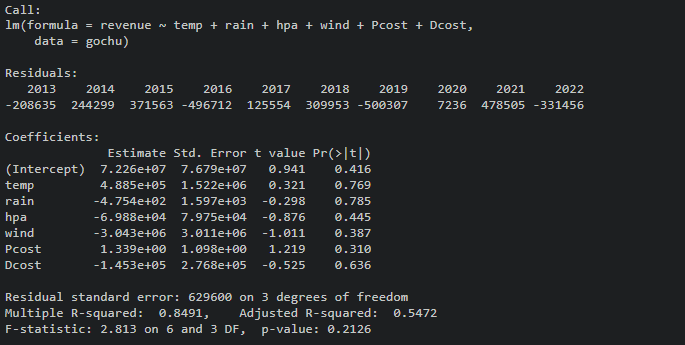 Call:
lm(formula = revenue ~ temp + rain + hpa + wind + Pcost + Dcost,
    data = gochu)

Residuals:
   2013    2014    2015    2016    2017    2018    2019    2020    2021    2022
-208635  244299  371563 -496712  125554  309953 -500307    7236  478505 -331456

Coefficients:
              Estimate Std. Error t value Pr(>|t|)
(Intercept)  7.226e+07  7.679e+07   0.941    0.416
temp         4.885e+05  1.522e+06   0.321    0.769
rain        -4.754e+02  1.597e+03  -0.298    0.785
hpa         -6.988e+04  7.975e+04  -0.876    0.445
wind        -3.043e+06  3.011e+06  -1.011    0.387
Pcost        1.339e+00  1.098e+00   1.219    0.310
Dcost       -1.453e+05  2.768e+05  -0.525    0.636

Residual standard error: 629600 on 3 degrees of freedom
Multiple R-squared:  0.8491,    Adjusted R-squared:  0.5472
F-statistic: 2.813 on 6 and 3 DF,  p-value: 0.2126